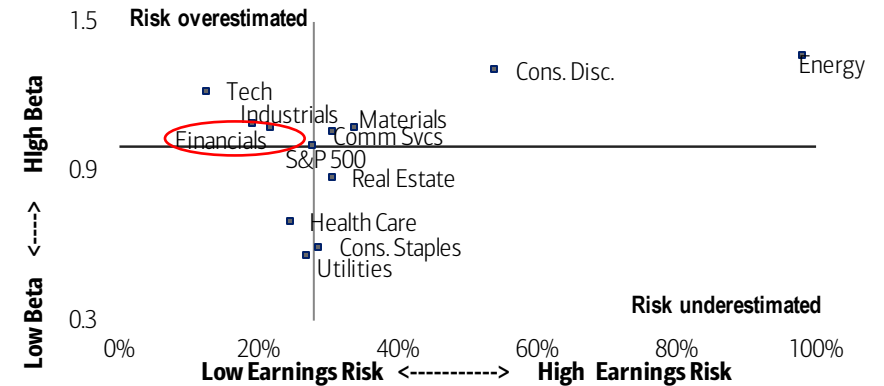 1.5
Risk overestimated
Energy
Cons. Disc.
Tech
Industrials
Materials
Financials
Comm Svcs
S&P 500
0.9
Real Estate
Health Care
Cons. Staples
Utilities
Risk underestimated
0.3
0% 20% 40% 60% 80% 100%
Low Earnings Risk <-----------> High Earnings Risk
Low Beta <----> HIgh Beta